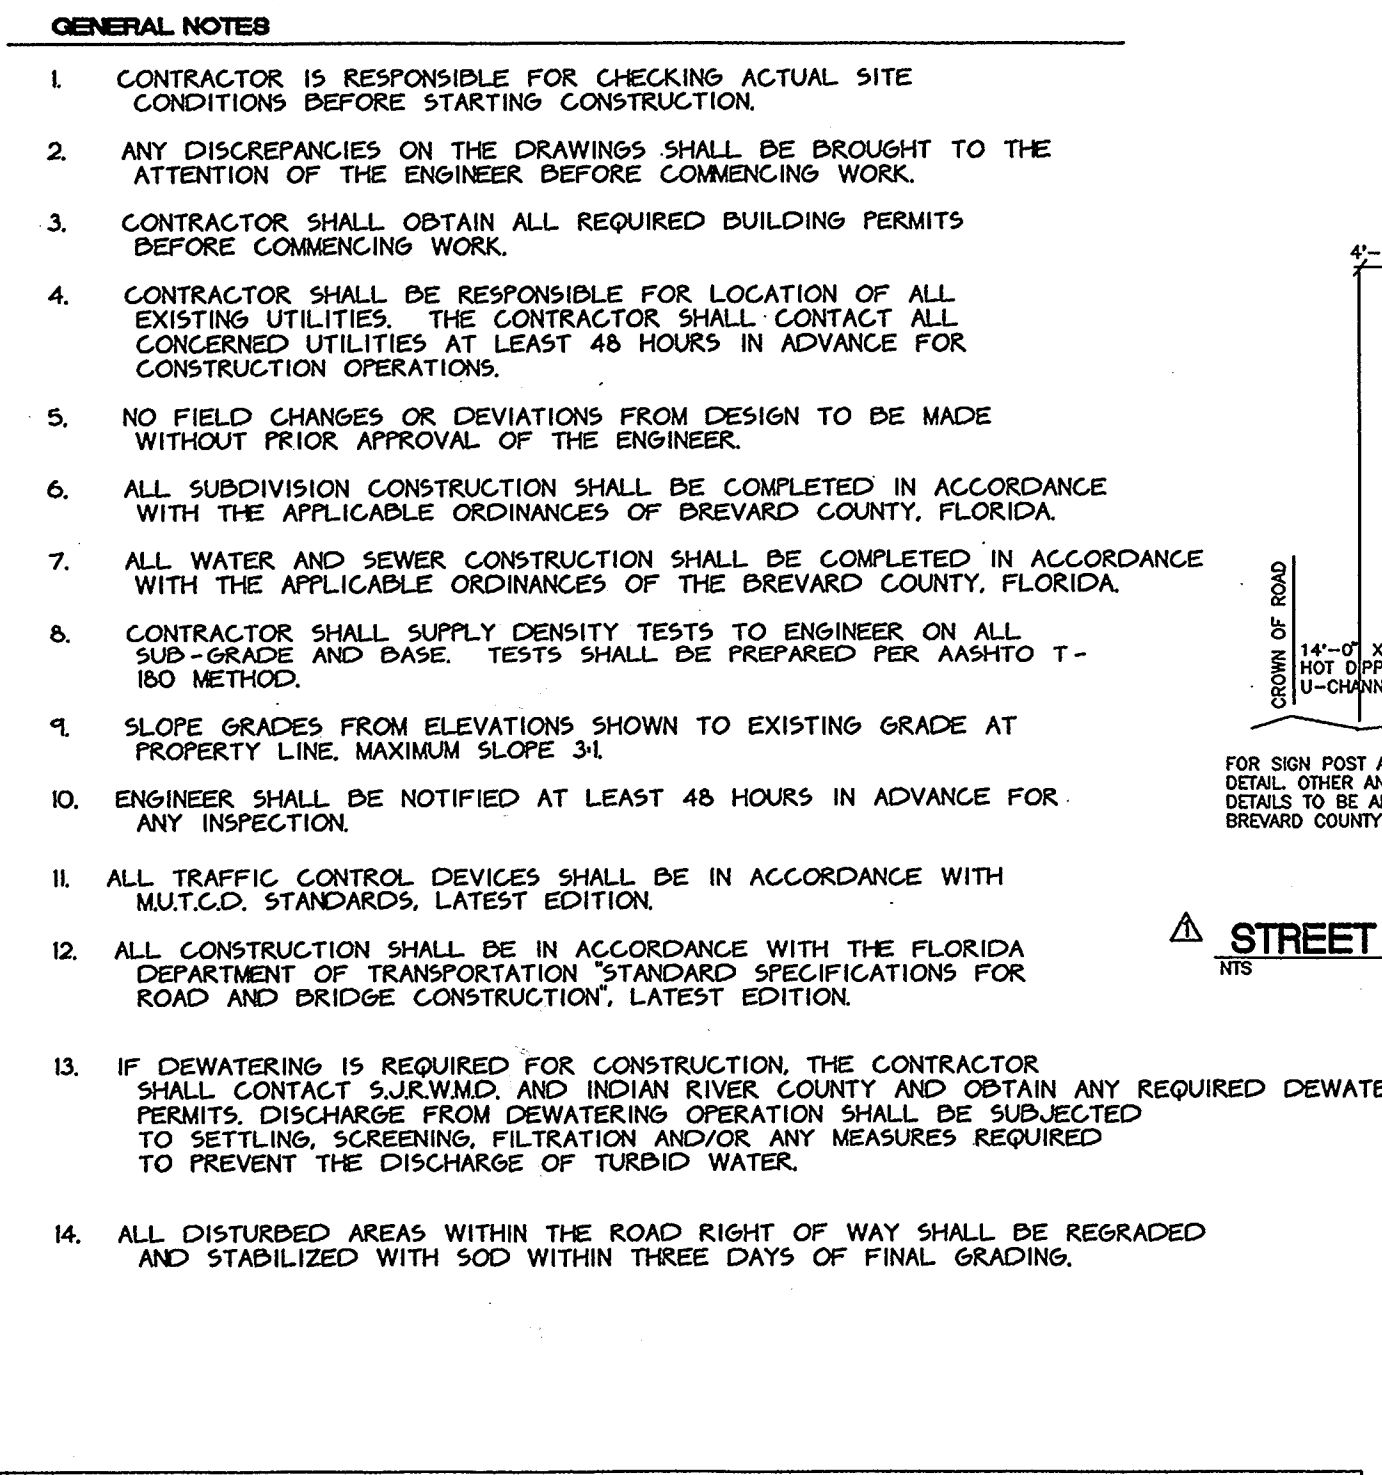 GENERAL NOTES
1. CONTRACTOR IS RESPONSIBLE FOR CHECKING ACTUAL SITE
CONDITIONS BEFORE STARTING CONSTRUCTION.
2. ANY DISCREPANCIES ON THE DRAWINGS SHALL BE BROUGHT TO THE
ATTENTION OF THE ENGINEER BEFORE COMMENCING WORK.
3. CONTRACTOR SHALL OBTAIN ALL REQUIRED BUILDING PERMITS
BEFORE COMMENCING WORK.
4. CONTRACTOR SHALL BE RESPONSIBLE FOR LOCATION OF ALL
EXISTING UTILITIES. THE CONTRACTOR SHALL CONTACT ALL
CONCERNED UTILITIES AT LEAST 48 HOURS IN ADVANCE FOR
CONSTRUCTION OPERATIONS.
5. NO FIELD CHANGES OR DEVIATIONS FROM DESIGN TO BE MADE
WITHOUT PRIOR APPROVAL OF THE ENGINEER.
6. ALL SUBDIVISION CONSTRUCTION SHALL BE COMPLETED IN ACCORDANCE
WITH THE APPLICABLE ORDINANCES OF BREVARD COUNTY, FLORIDA.
7. ALL WATER AND SEWER CONSTRUCTION SHALL BE COMPLETED IN ACCORDANCE
WITH THE APPLICABLE ORDINANCES OF THE BREVARD COUNTY, FLORIDA.
8. CONTRACTOR SHALL SUPPLY DENSITY TESTS TO ENGINEER ON ALL
SUB-GRADE AND BASE. TESTS SHALL BE PREPARED PER AASHTO T-
180 METHOD.
9. SLOPE GRADES FROM ELEVATIONS SHOWN TO EXISTING GRADE AT
PROPERTY LINE. MAXIMUM SLOPE 3:1.
10. ENGINEER SHALL BE NOTIFIED AT LEAST 48 HOURS IN ADVANCE FOR
ANY INSPECTION.
11. ALL TRAFFIC CONTROL DEVICES SHALL BE IN ACCORDANCE WITH
M.U.T.C.D. STANDARDS, LATEST EDITION.
12. ALL CONSTRUCTION SHALL BE IN ACCORDANCE WITH THE FLORIDA
DEPARTMENT OF TRANSPORTATION "STANDARD SPECIFICATIONS FOR
ROAD AND BRIDGE CONSTRUCTION", LATEST EDITION.
13. IF DEWATERING IS REQUIRED FOR CONSTRUCTION, THE CONTRACTOR
SHALL CONTACT S.J.R.W.M.D. AND INDIAN RIVER COUNTY AND OBTAIN ANY REQUIRED DEWATE
PERMITS. DISCHARGE FROM DEWATERING OPERATION SHALL BE SUBJECTED
TO SETTLING, SCREENING, FILTRATION AND/OR ANY MEASURES REQUIRED
TO PREVENT THE DISCHARGE OF TURBID WATER.
14. ALL DISTURBED AREAS WITHIN THE ROAD RIGHT OF WAY SHALL BE REGRADED
AND STABILIZED WITH SOD WITHIN THREE DAYS OF FINAL GRADING.
4'-
CROWN OF ROAD
14'-0" X
HOT DIPP
U-CHANN
FOR SIGN POST A
DETAIL. OTHER AN
DETAILS TO BE A
BREVARD COUNTY
1 STREET
NTS